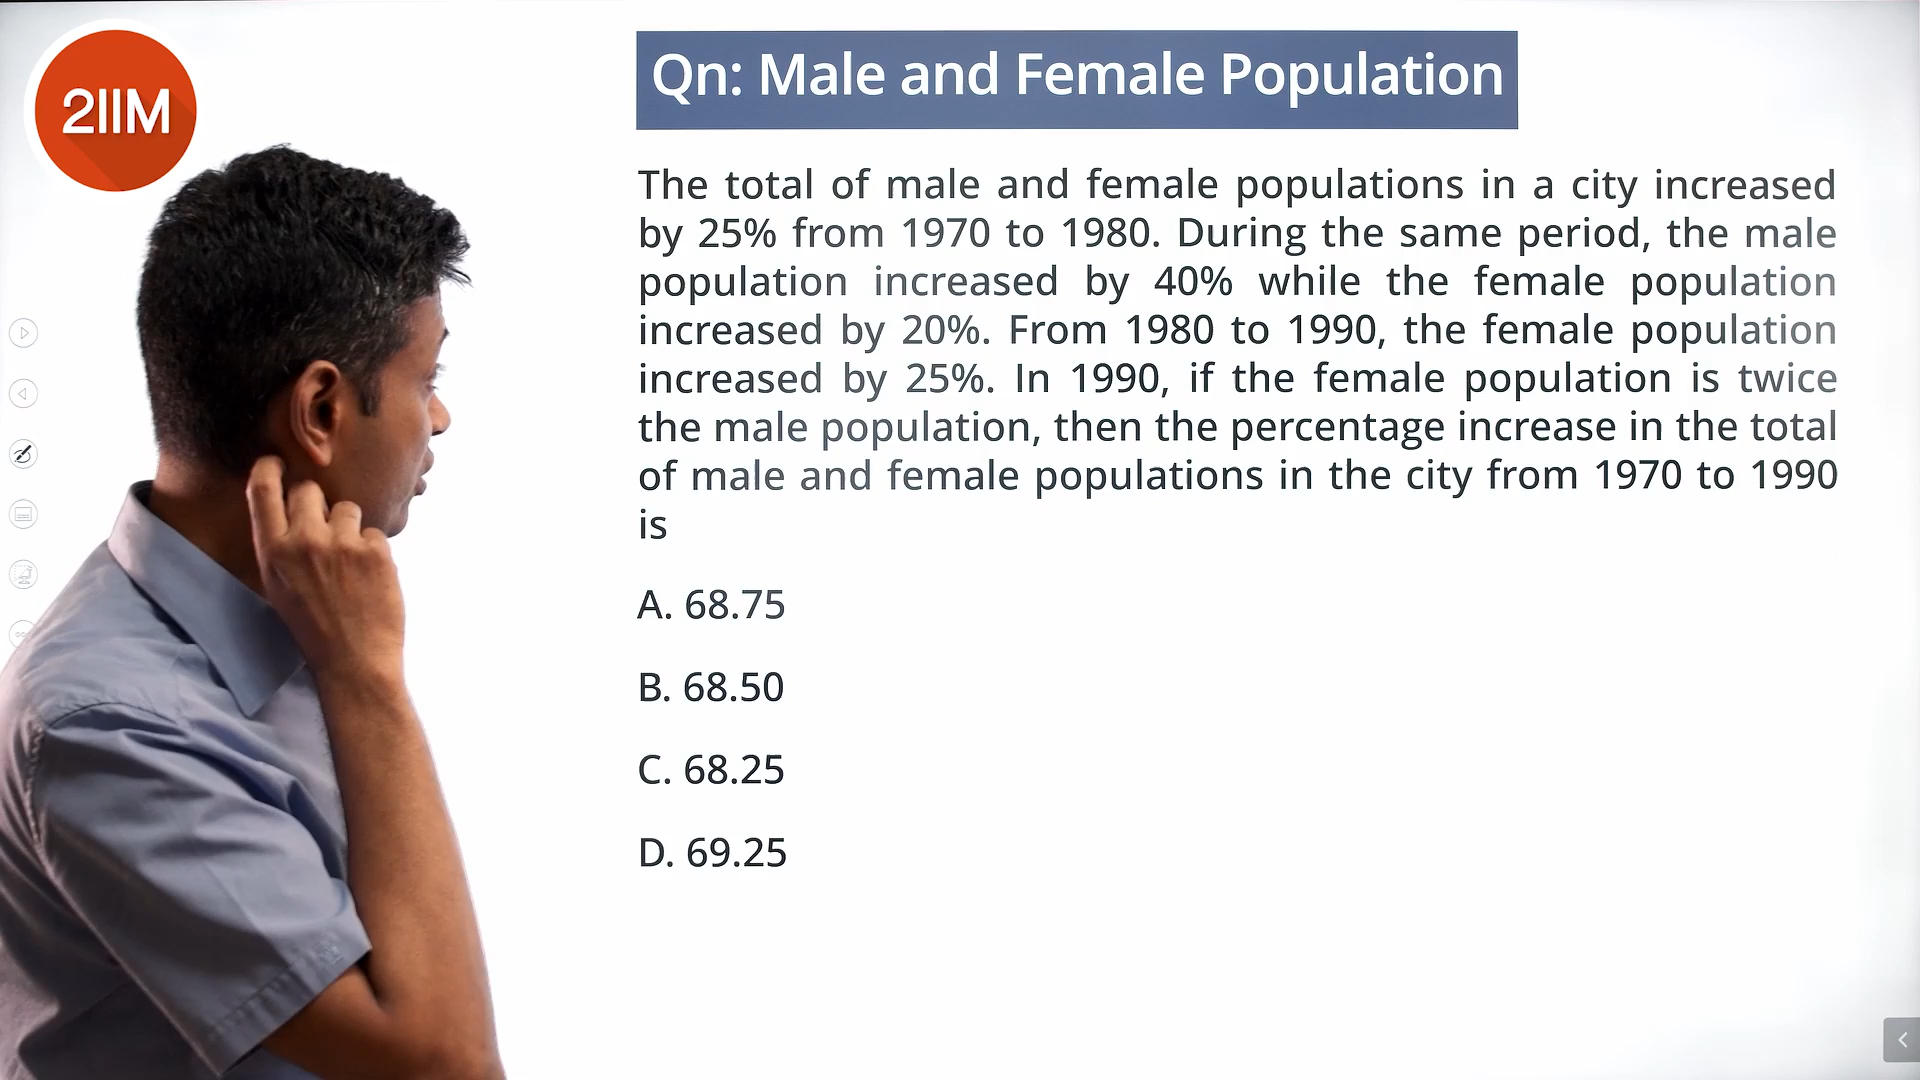 2IIM
Qn: Male and Female Population
The total of male and female populations in a city increased
by 25% from 1970 to 1980. During the same period, the male
population increased by 40% while the female population
increased by 20%. From 1980 to 1990, the female population
increased by 25%. In 1990, if the female population is twice
the male population, then the percentage increase in the total
of male and female populations in the city from 1970 to 1990
is
A. 68.75
B. 68.50
C. 68.25
D. 69.25